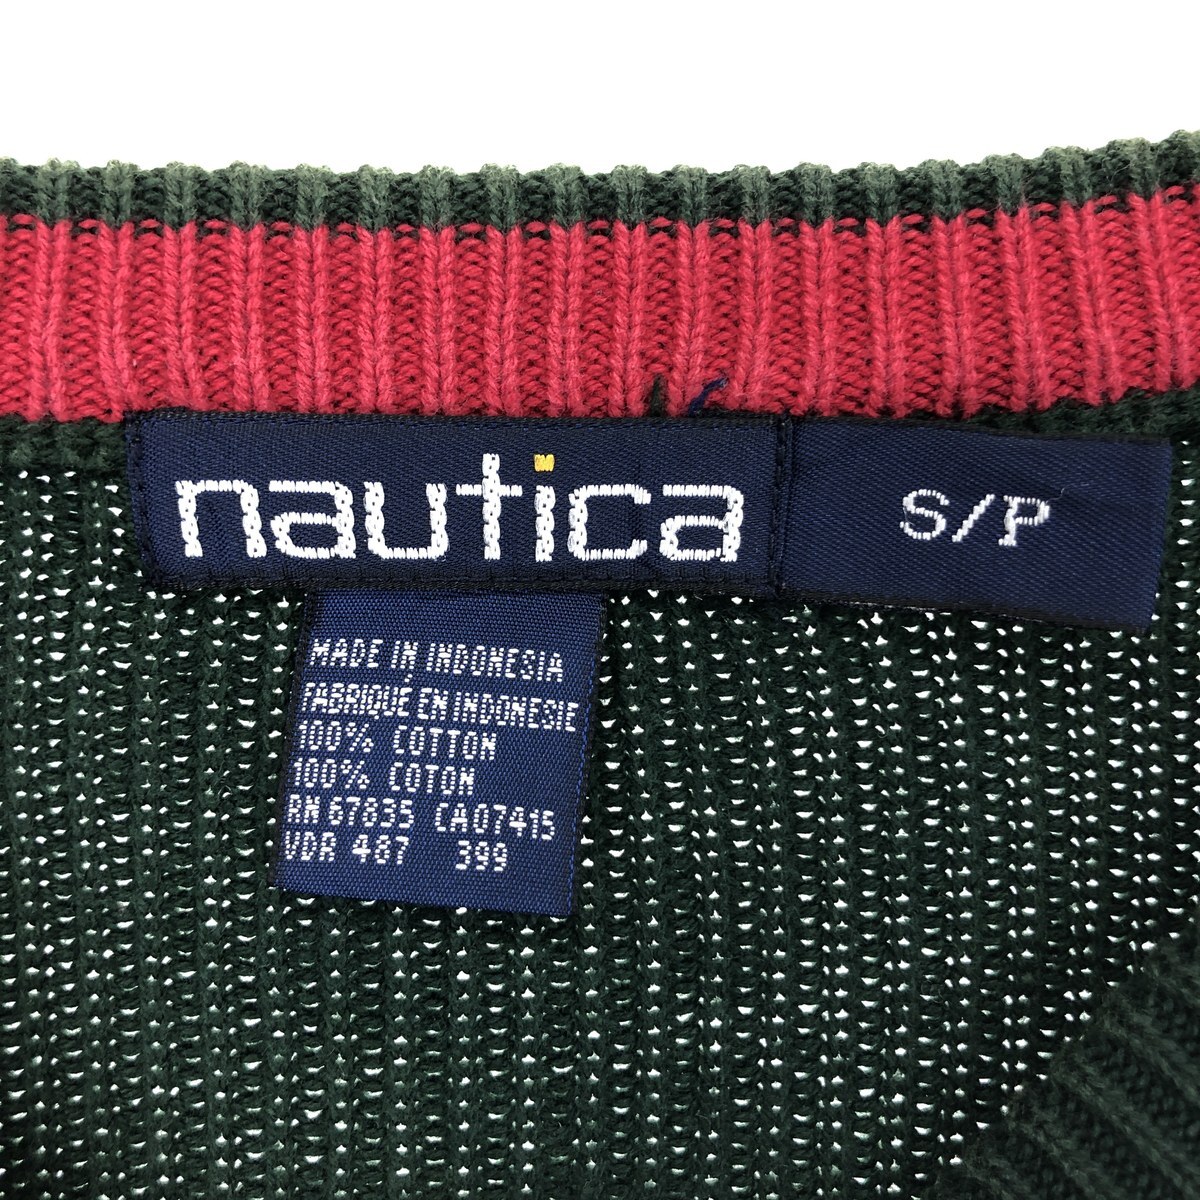 nautica
S/P
MADE IN INDONESIA
FABRIQUE EN INDONESIE
100% COTTON
100% COTON
RN 67835 CA07415
VDR 487 399